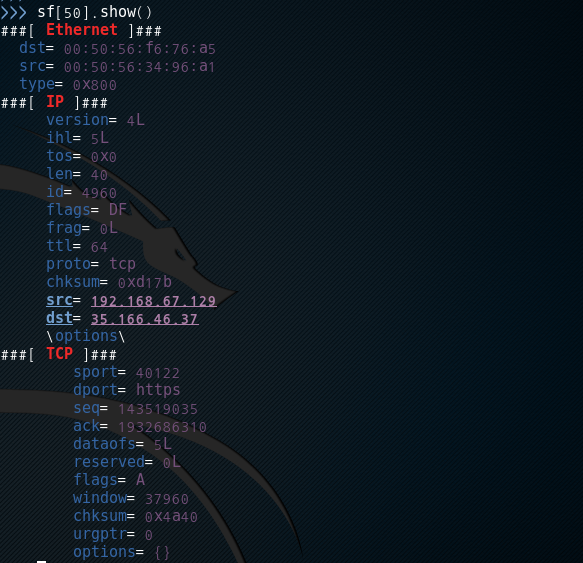 >>> sf[50].show()
###[ Ethernet ]###
dst= 00:50:56:f6:76:a5
src= 00:50:56:34:96:a1
type= 0x800
###[ IP ]###
version= 4L
ihl= 5L
tos= 0x0
len= 40
id= 4960
flags= DF
frag= 0L
ttl= 64
proto= tcp
chksum= 0xd17b
src= 192.168.67.129
dst= 35.166.46.37
\options\
###[ TCP ]###
sport= 40122
dport= https
seq= 143519035
ack= 1932686310
dataofs= 5L
reserved= 0L
flags= A
window= 37960
chksum= 0x4a40
urgptr= 0
options= {}